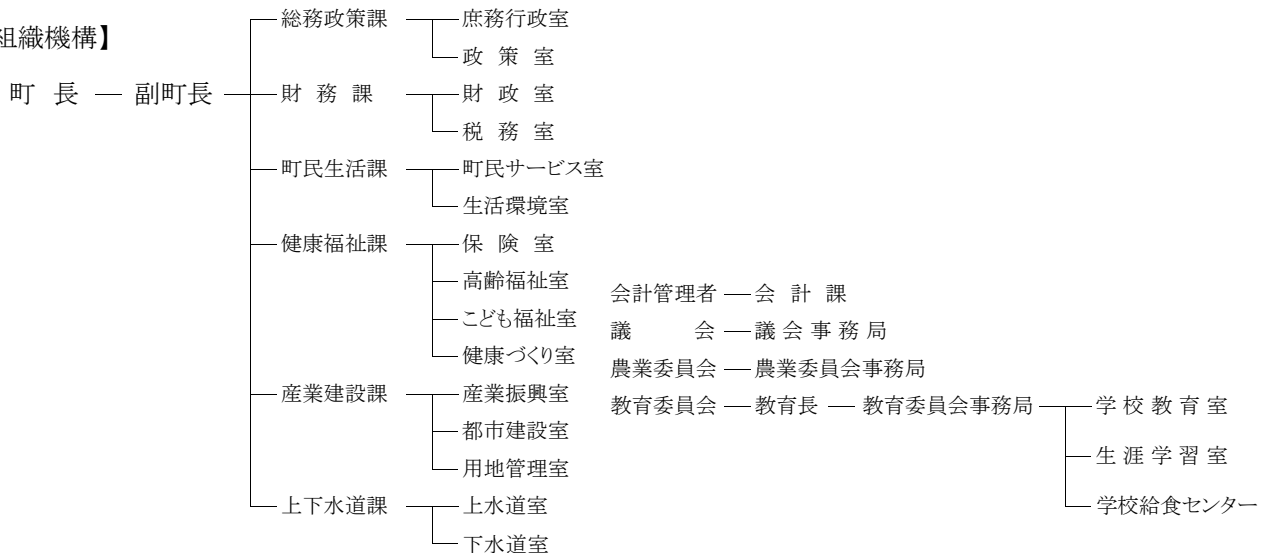 組織機構】
町 長 副町長
総務政策課 庶務行政室
政 策 室
財 務 課 財 政 室
税 務 室
町民生活課 町民サービス室
生活環境室
健康福祉課 保 険 室
高齢福祉室
こども福祉室
健康づくり室
産業建設課 産業振興室
都市建設室
用地管理室
上下水道課 上水道室
下水道室
会計管理者 会 計 課
議 会 議 会 事 務 局
農業委員会 農業委員会事務局
教育委員会 教育長 教育委員会事務局 学 校 教 育 室
生 涯 学 習 室
学校給食センター